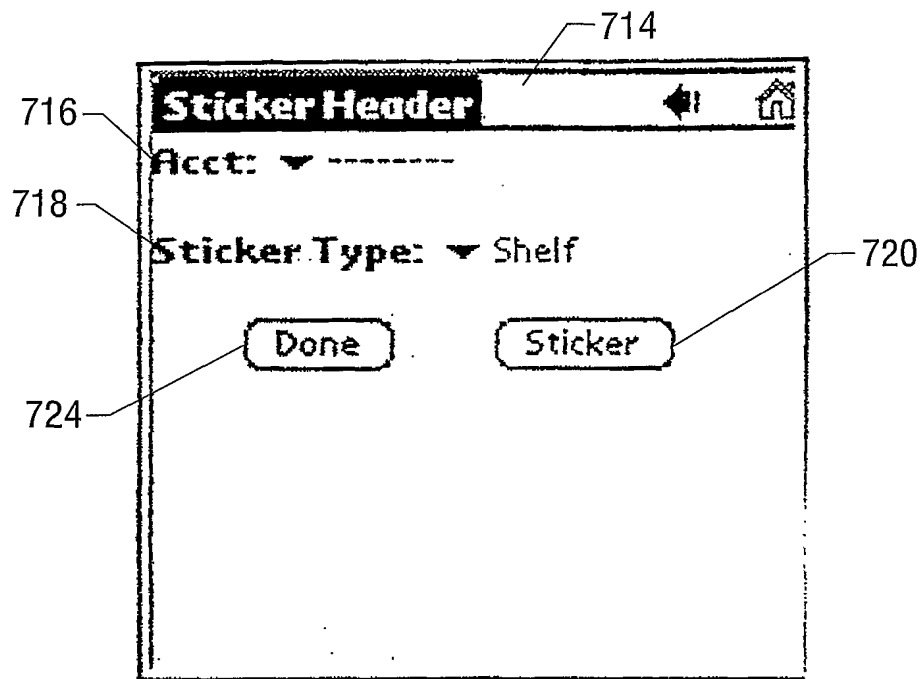 714
Sticker Header
716
Acct: --------
718
Sticker Type: Shelf
720
Done Sticker
724